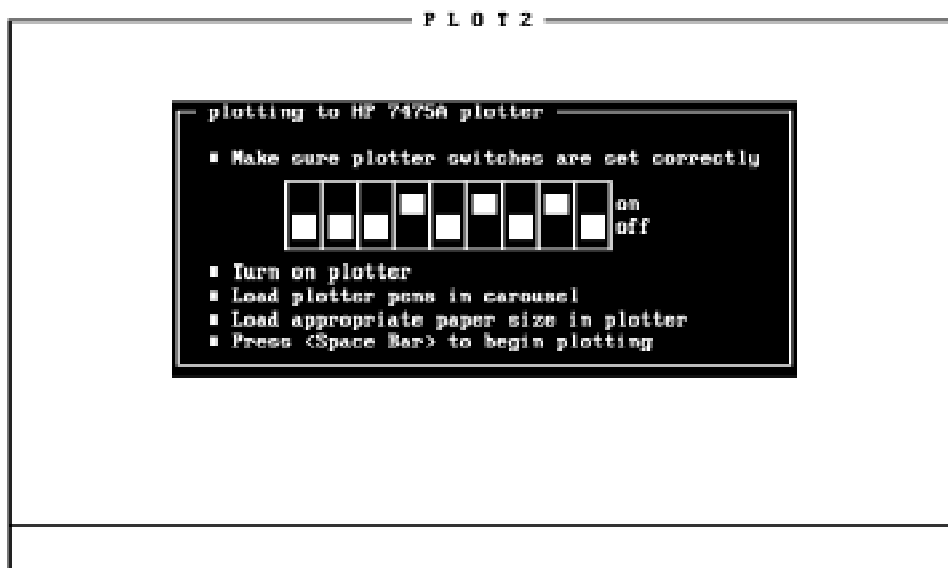 P L O T 2
plotting to HP 7475A plotter
Make sure plotter switches are set correctly
on
off
Turn on plotter
Load plotter pens in carousel
Load appropriate paper size in plotter
Press <Space Bar> to begin plotting